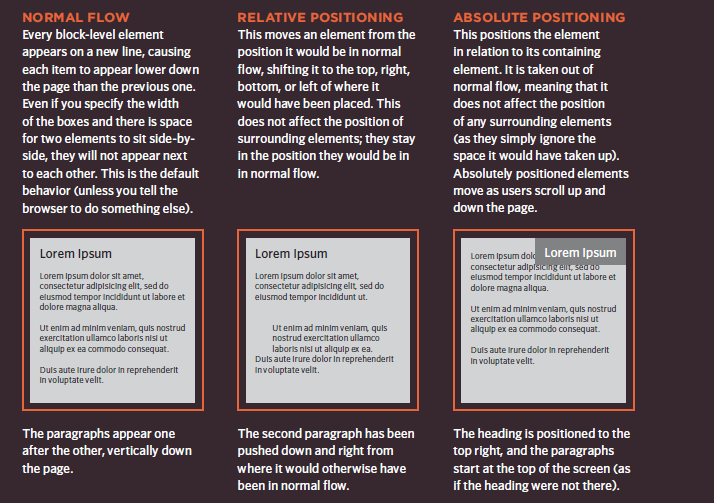 NORMAL FLOW
Every block-level element
appears on a new line, causing
each item to appear lower down
the page than the previous one.
Even if you specify the width
of the boxes and there is space
for two elements to sit side-by-
side, they will not appear next
to each other. This is the default
behavior (unless you tell the
browser to do something else).
Lorem Ipsum
Lorem ipsum dolor sit amet,
consectetur adipisicing elit, sed do
eiusmod tempor incididunt ut labore et
dolore magna aliqua.
Ut enim ad minim veniam, quis nostrud
exercitation ullamco laboris nisi ut
aliquip ex ea commodo consequat.
Duis aute irure dolor in reprehenderit
in voluptate velit.
The paragraphs appear one
after the other, vertically down
the page.
RELATIVE POSITIONING
This moves an element from the
position it would be in normal
flow, shifting it to the top, right,
bottom, or left of where it
would have been placed. This
does not affect the position of
surrounding elements; they stay
in the position they would be in
in normal flow.
Lorem Ipsum
Lorem ipsum dolor sit amet,
consectetur adipisicing elit, sed do
eiusmod tempor incididunt ut.
Ut enim ad minim veniam, quis
nostrud exercitation ullamco
laboris nisi ut aliquip ex ea.
Duis aute irure dolor in reprehenderit
in voluptate velit.
The second paragraph has been
pushed down and right from
where it would otherwise have
been in normal flow.
ABSOLUTE POSITIONING
This positions the element
in relation to its containing
element. It is taken out of
normal flow, meaning that it
does not affect the position
of any surrounding elements
(as they simply ignore the
space it would have taken up).
Absolutely positioned elements
move as users scroll up and
down the page.
Lorem Ipsum
Lorem ipsum dolo
consectetur adipisicing elit, sed do
eiusmod tempor incididunt ut labore et
dolore magna aliqua.
Ut enim ad minim veniam, quis nostrud
exercitation ullamco laboris nisi ut
aliquip ex ea commodo consequat.
Duis aute irure dolor in reprehenderit
in voluptate velit.
The heading is positioned to the
top right, and the paragraphs
start at the top of the screen (as
if the heading were not there).